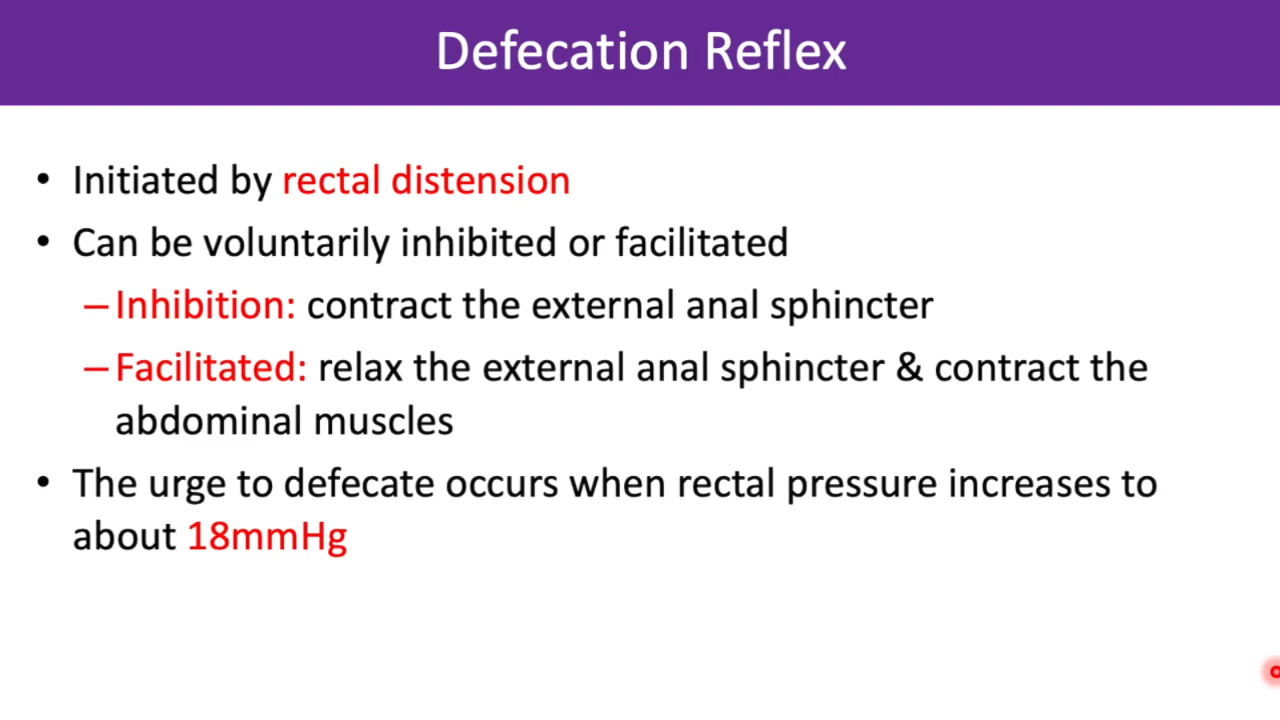 Defecation Reflex
• Initiated by rectal distension
• Can be voluntarily inhibited or facilitated
– Inhibition: contract the external anal sphincter
– Facilitated: relax the external anal sphincter & contract the
abdominal muscles
• The urge to defecate occurs when rectal pressure increases to
about 18mmHg